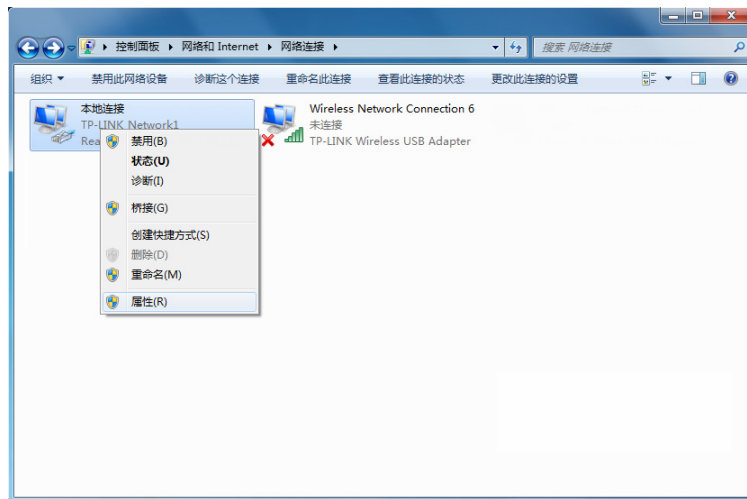 控制面板 网络和 Internet 网络连接
搜索 网络连接
组织 禁用此网络设备 诊断这个连接 重命名此连接 查看此连接的状态 更改此连接的设置
本地连接
TP-LINK Network1
Rea
Wireless Network Connection 6
未连接
TP-LINK Wireless USB Adapter
禁用(B)
状态(U)
诊断(I)
桥接(G)
创建快捷方式(S)
删除(D)
重命名(M)
属性(R)